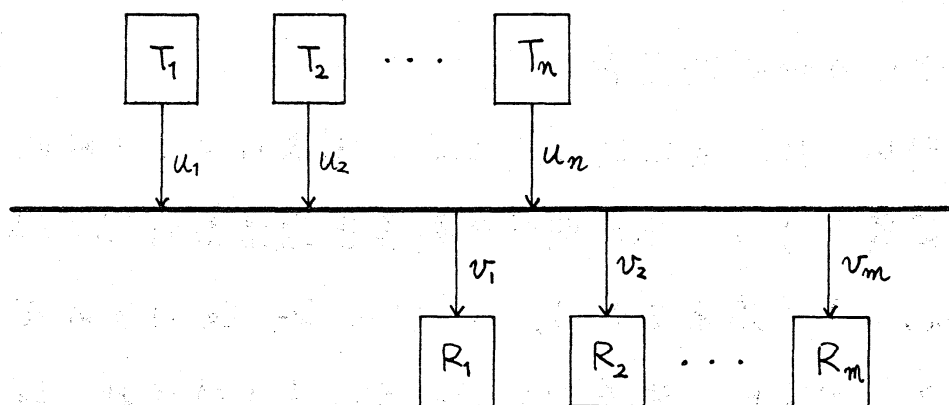 T₁ T₂ . . . Tₙ
u₁ u₂ uₙ
v₁ v₂ vₘ
R₁ R₂ . . . Rₘ